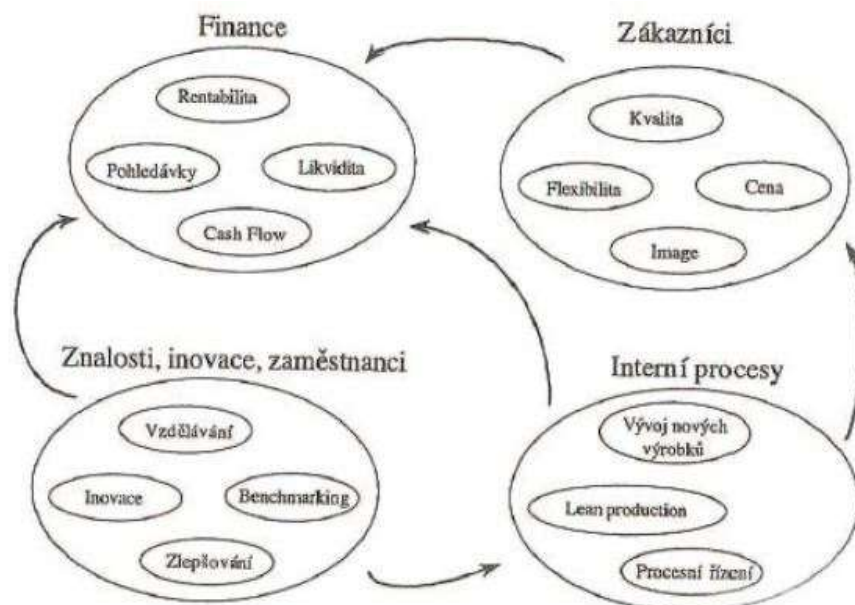 Finance
Rentabilita
Pohledávky
Likvidita
Cash Flow
Zákazníci
Kvalita
Flexibilita
Cena
Image
Znalosti, inovace, zaměstnanci
Vzdělávání
Inovace
Benchmarking
Zlepšování
Interní procesy
Vývoj nových
výrobků
Lean production
Procesní řízení